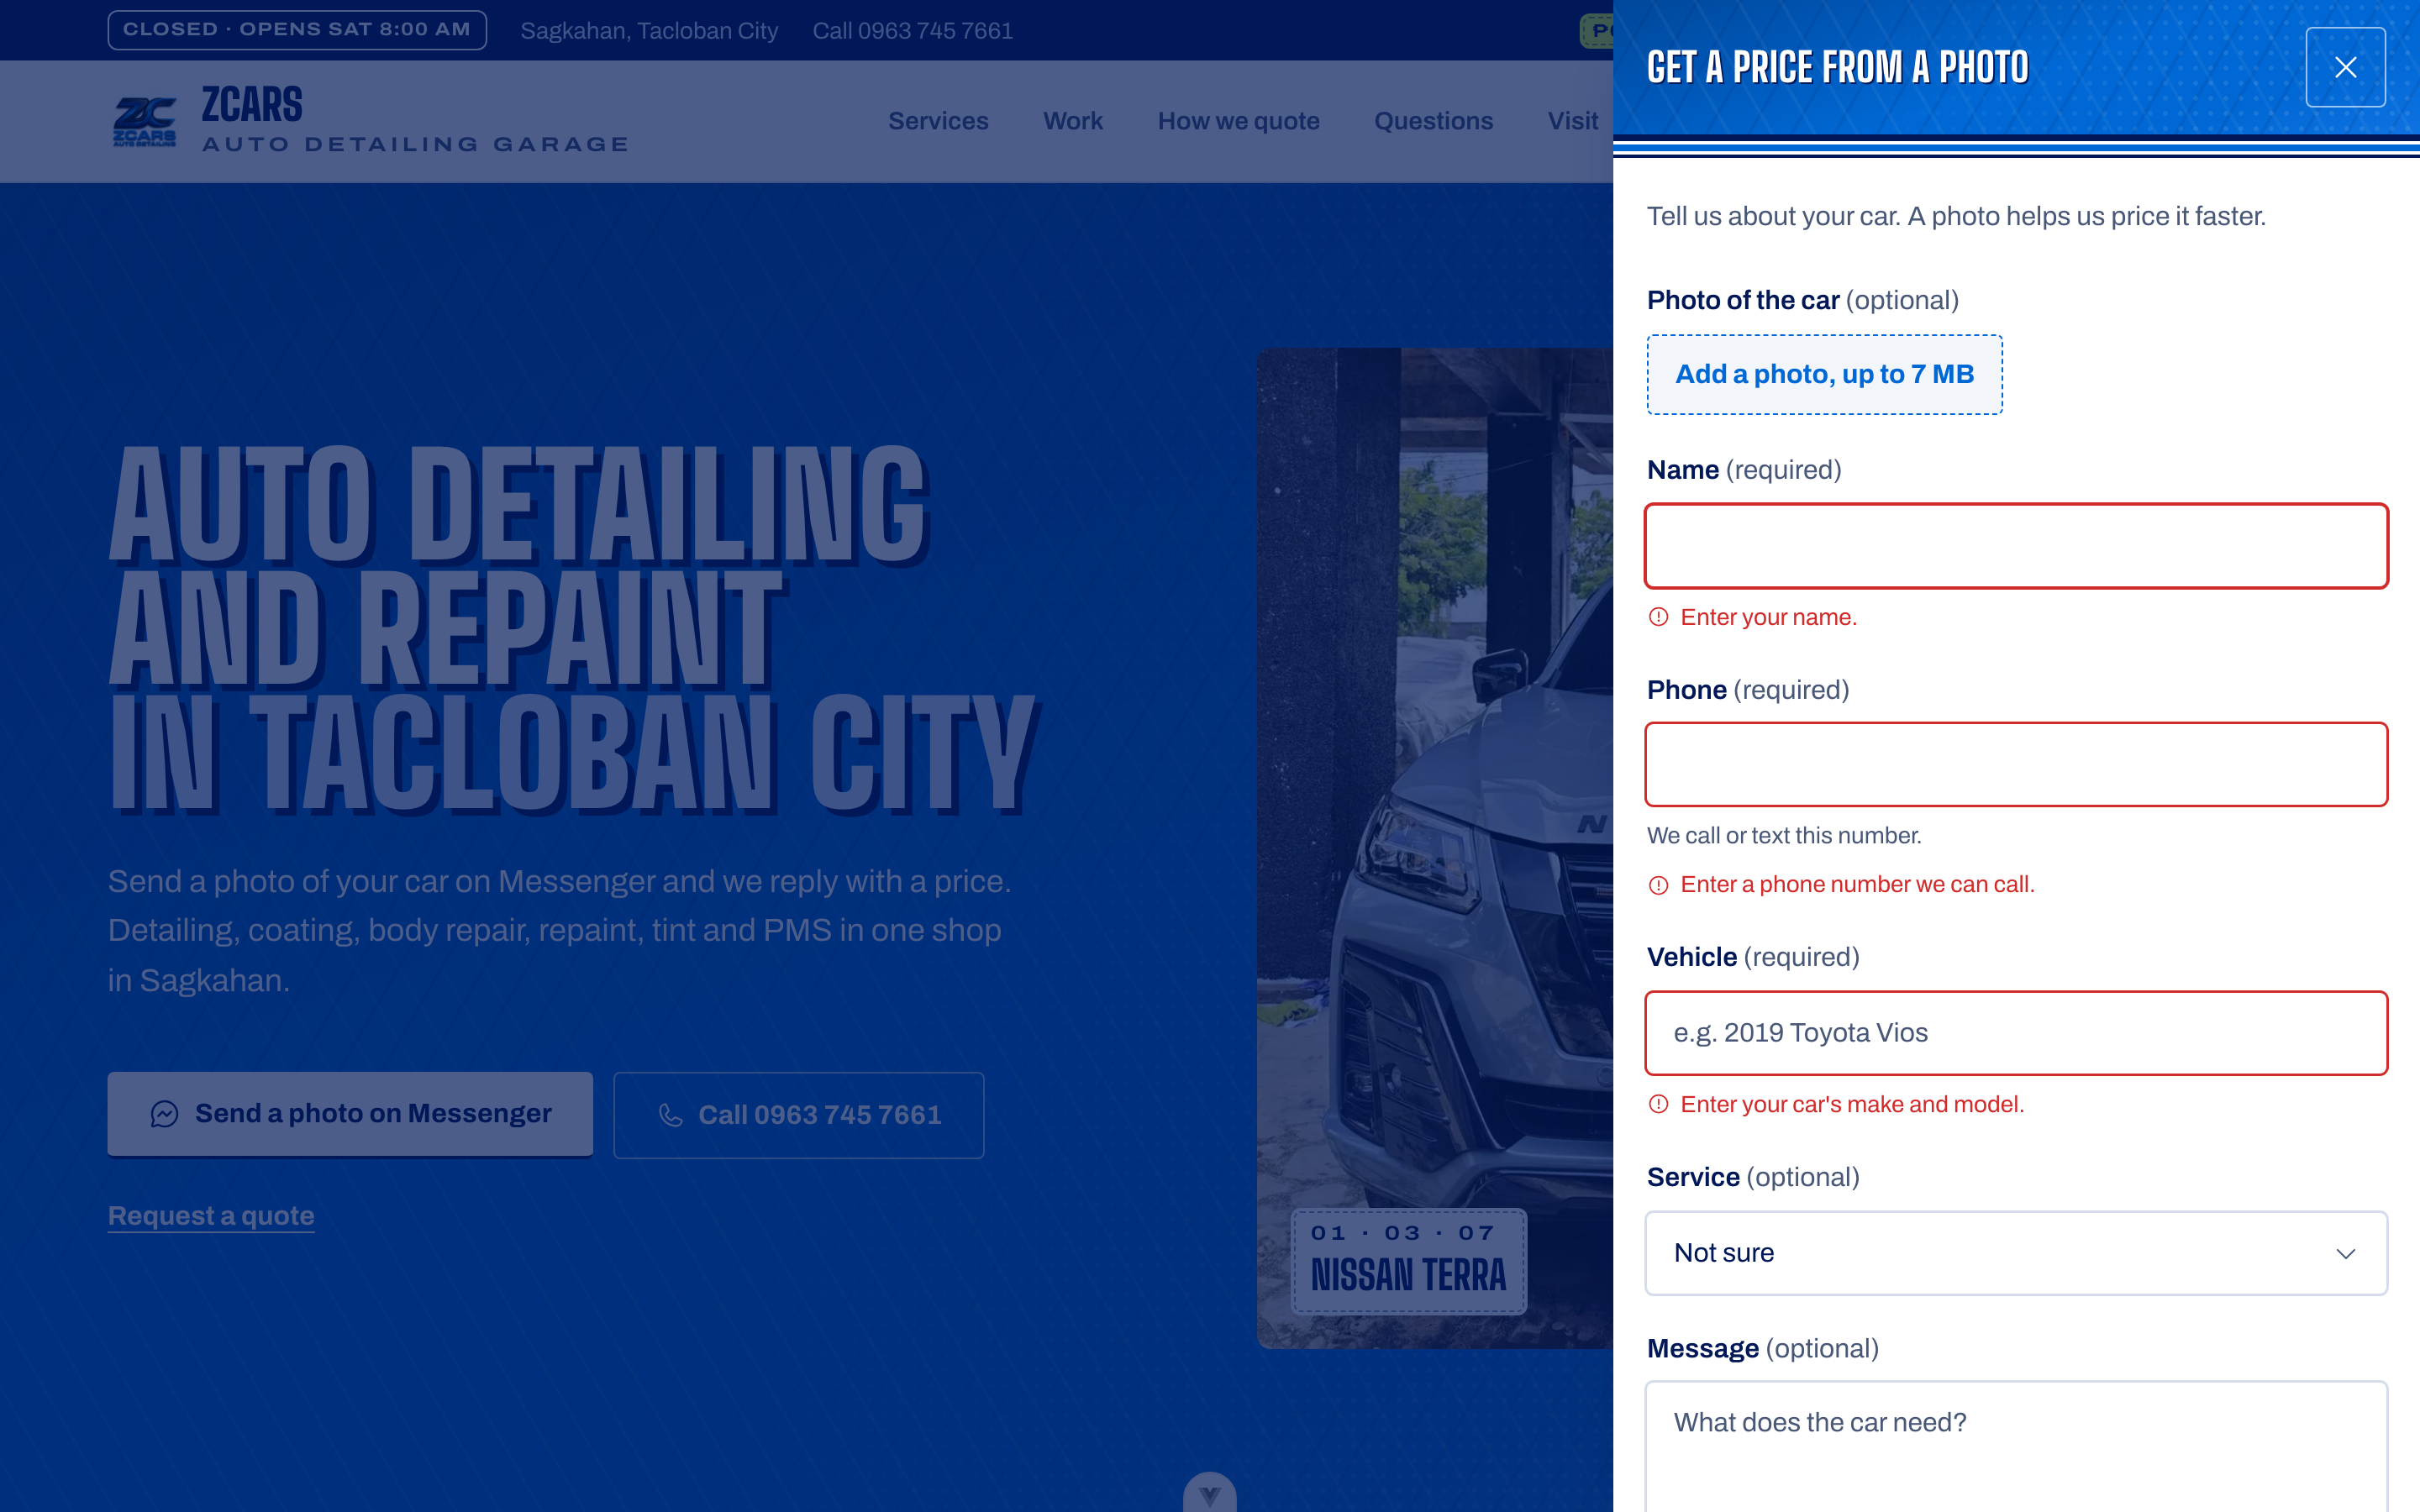 CLOSED · OPENS SAT 8:00 AM
Sagkahan, Tacloban City
Call 0963 745 7661
ZC
ZCARS
AUTO DETAILING
ZCARS
AUTO DETAILING GARAGE
Services
Work
How we quote
Questions
Visit
AUTO DETAILING
AND REPAINT
IN TACLOBAN CITY
Send a photo of your car on Messenger and we reply with a price.
Detailing, coating, body repair, repaint, tint and PMS in one shop
in Sagkahan.
Send a photo on Messenger
Call 0963 745 7661
Request a quote
01 · 03 · 07
NISSAN TERRA
GET A PRICE FROM A PHOTO
Tell us about your car. A photo helps us price it faster.
Photo of the car (optional)
Add a photo, up to 7 MB
Name (required)
Enter your name.
Phone (required)
We call or text this number.
Enter a phone number we can call.
Vehicle (required)
e.g. 2019 Toyota Vios
Enter your car's make and model.
Service (optional)
Not sure
Message (optional)
What does the car need?